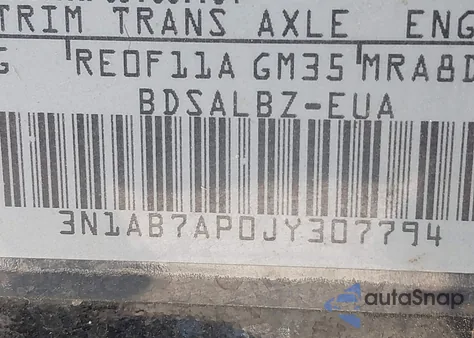 TRIM TRANS AXLE ENG
G RE0F11A GM35 MRA8D
BDSALBZ-EUA
3N1AB7AP0JY307794
autaSnap